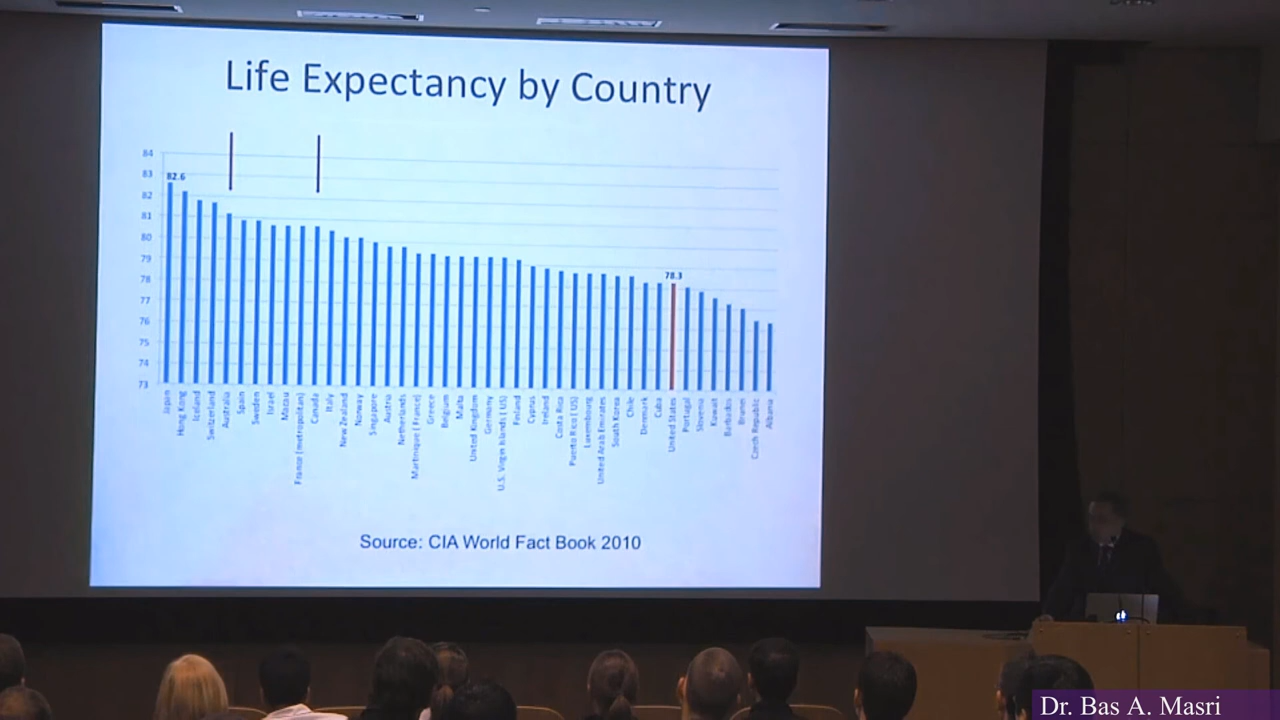 Life Expectancy by Country
84
83
82
81
80
79
78
77
76
75
74
73
82.6
78.3
Japan
Hong Kong
Iceland
Switzerland
Australia
Spain
Sweden
Israel
Macau
France (metropolitan)
Canada
Italy
New Zealand
Norway
Singapore
Austria
Netherlands
Martinique ( France)
Greece
Belgium
Malta
United Kingdom
Germany
U.S. Virgin Islands ( US)
Finland
Cyprus
Ireland
Costa Rica
Puerto Rico ( US)
Luxembourg
United Arab Emirates
South Korea
Chile
Denmark
Cuba
United States
Portugal
Slovenia
Kuwait
Barbados
Brunei
Czech Republic
Albania
Source: CIA World Fact Book 2010
Dr. Bas A. Masri